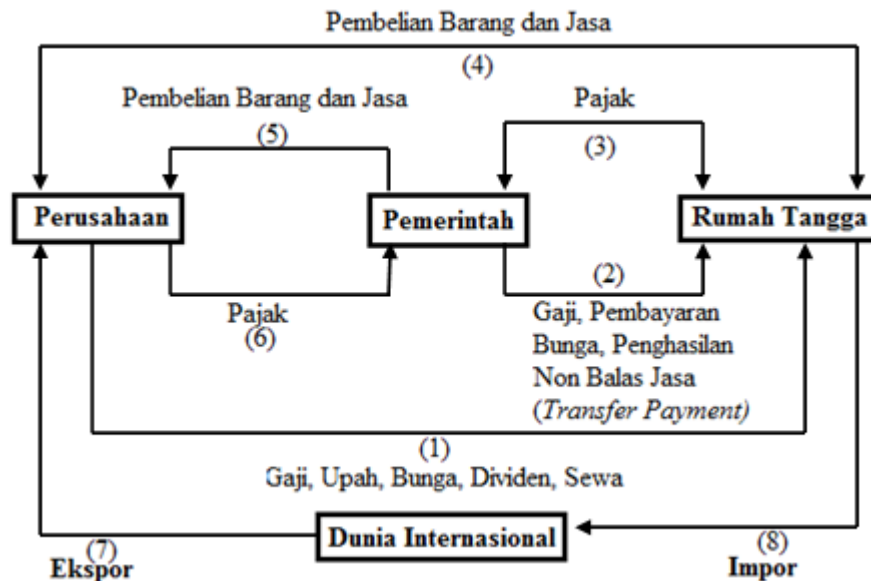 Pembelian Barang dan Jasa
(4)
Pembelian Barang dan Jasa
(5)
Pajak
(3)
Perusahaan
Pemerintah
Rumah Tangga
Pajak
(6)
(2)
Gaji, Pembayaran
Bunga, Penghasilan
Non Balas Jasa
(Transfer Payment)
(1)
Gaji, Upah, Bunga, Dividen, Sewa
Dunia Internasional
(7)
Ekspor
(8)
Impor